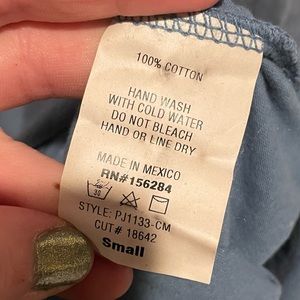 100% COTTON
HAND WASH
WITH COLD WATER
DO NOT BLEACH
HAND OR LINE DRY
MADE IN MEXICO
RN#156284
30
STYLE: PJ1133-CM
CUT# 18642
Small